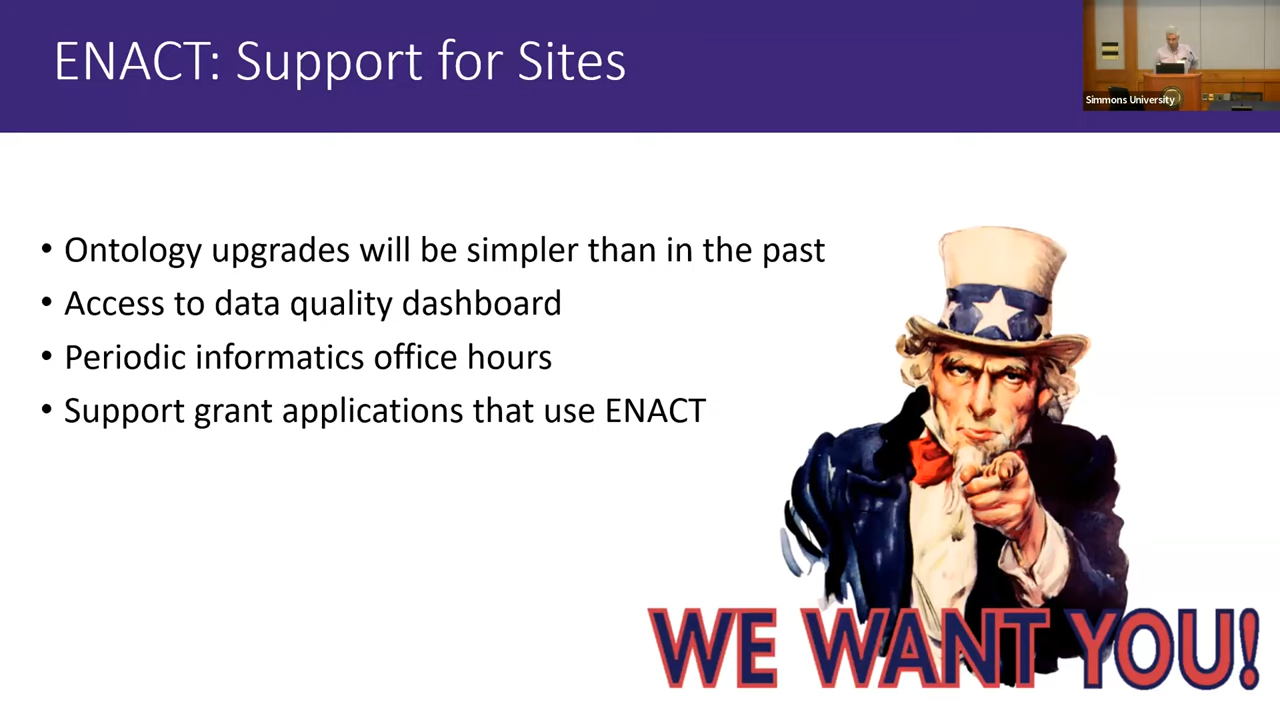 ENACT: Support for Sites
Simmons University
• Ontology upgrades will be simpler than in the past
• Access to data quality dashboard
• Periodic informatics office hours
• Support grant applications that use ENACT
WE WANT YOU!